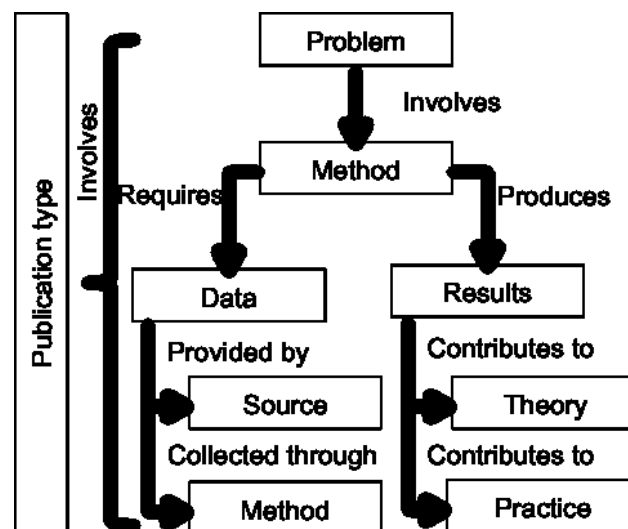 Publication type
Involves
Problem
Involves
Method
Requires
Produces
Data
Results
Provided by
Contributes to
Source
Theory
Collected through
Contributes to
Method
Practice